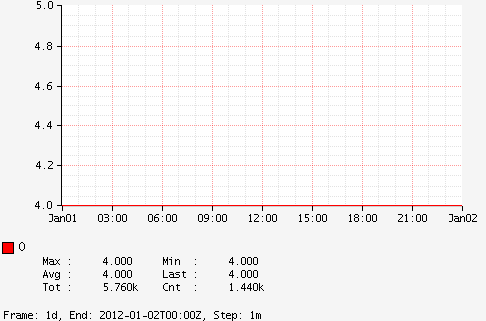 5.0
4.8
4.6
4.4
4.2
4.0
Jan01 03:00 06:00 09:00 12:00 15:00 18:00 21:00 Jan02
0
Max : 4.000 Min : 4.000
Avg : 4.000 Last : 4.000
Tot : 5.760k Cnt : 1.440k
Frame: 1d, End: 2012-01-02T00:00Z, Step: 1m